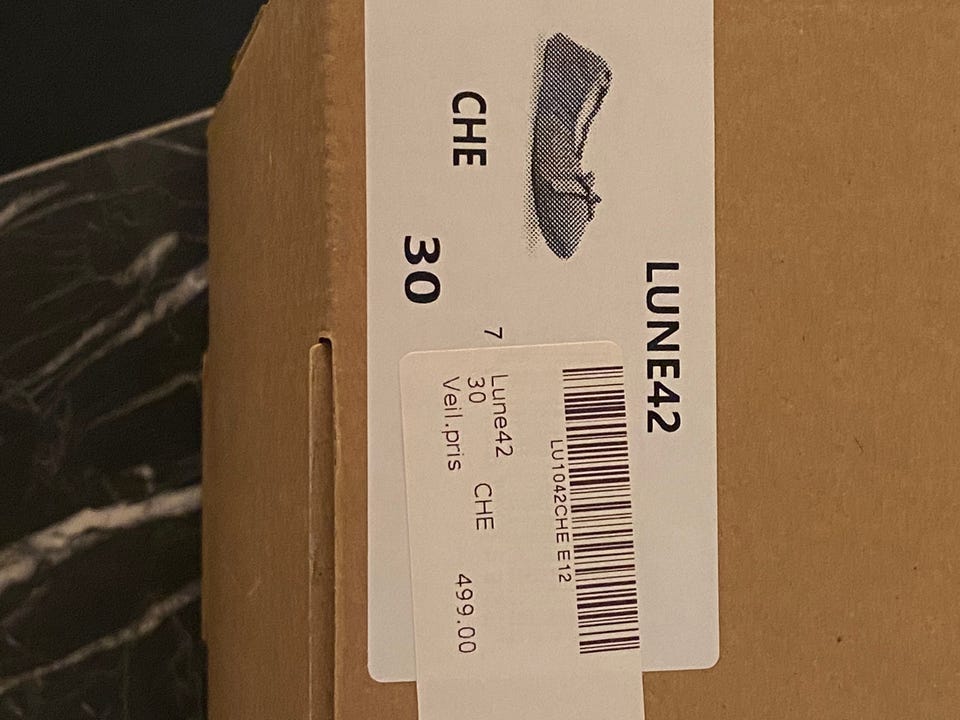 LUNE42
CHE
30
7
LU1042CHE E12
Lune42 CHE
30
Veil.pris 499.00